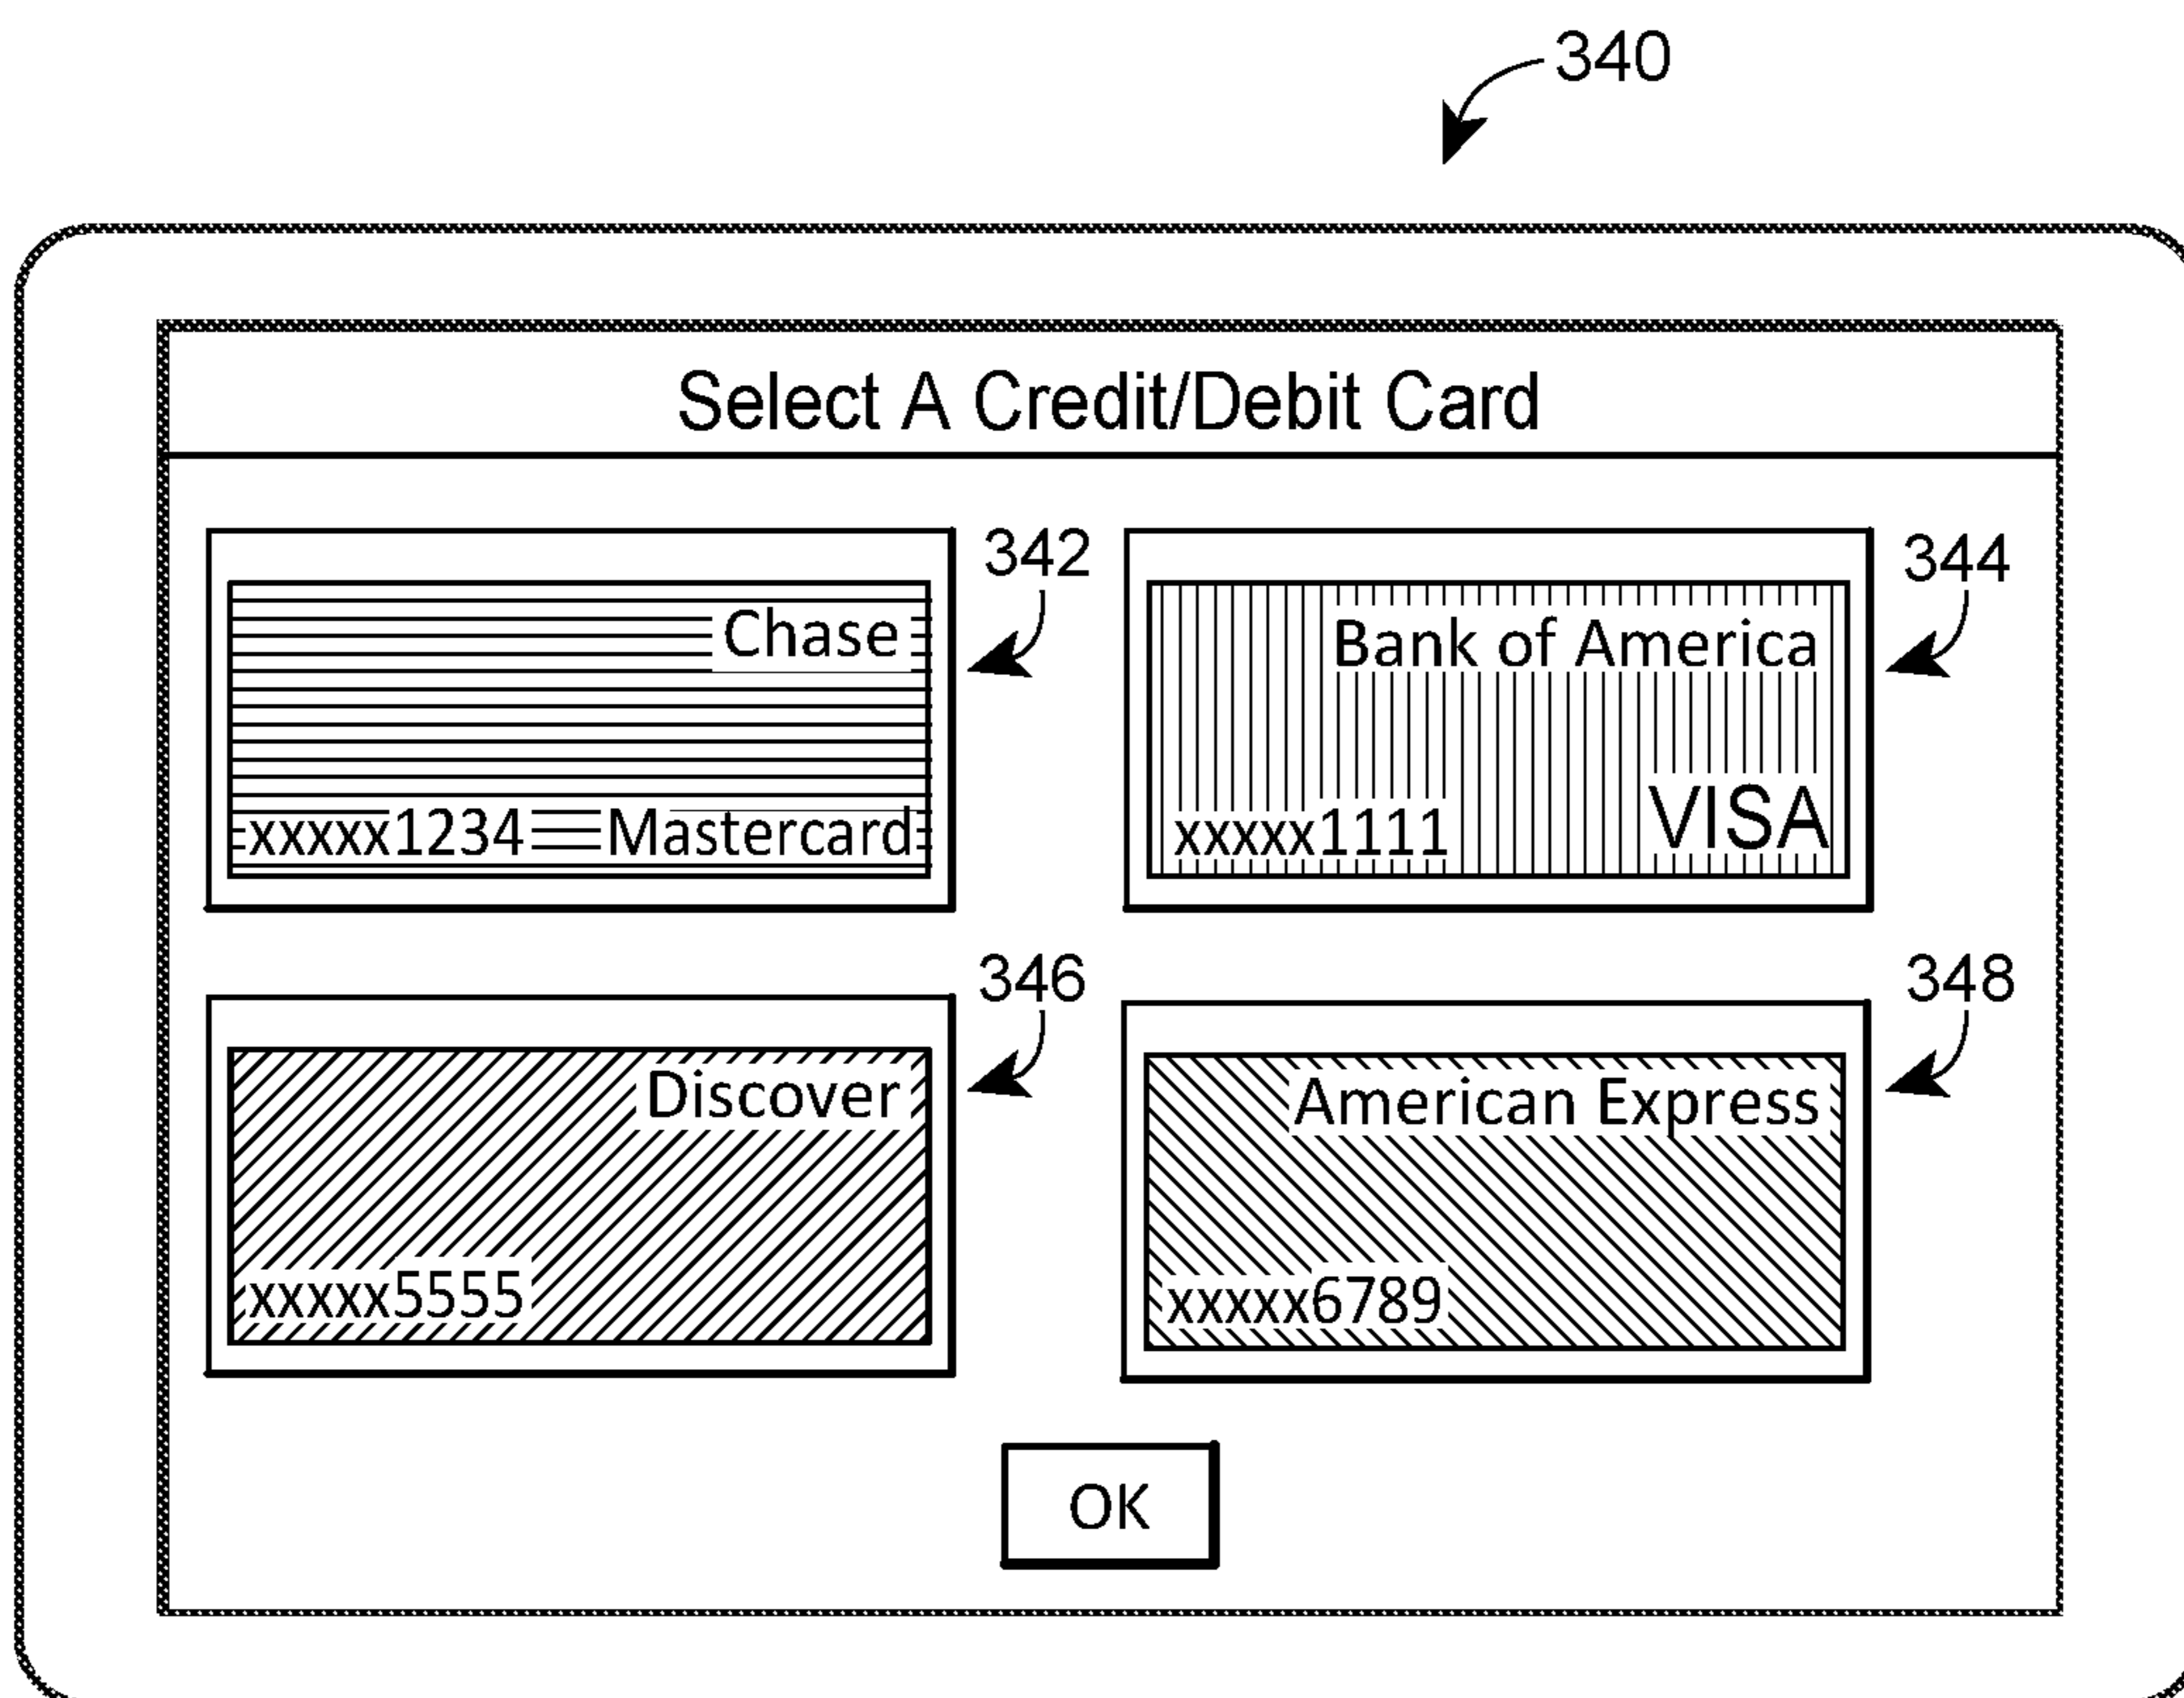 340
Select A Credit/Debit Card
342
344
Chase
Bank of America
xxxxx1234 Mastercard
xxxxx1111 VISA
346
348
Discover
American Express
xxxxx5555
xxxxx6789
OK